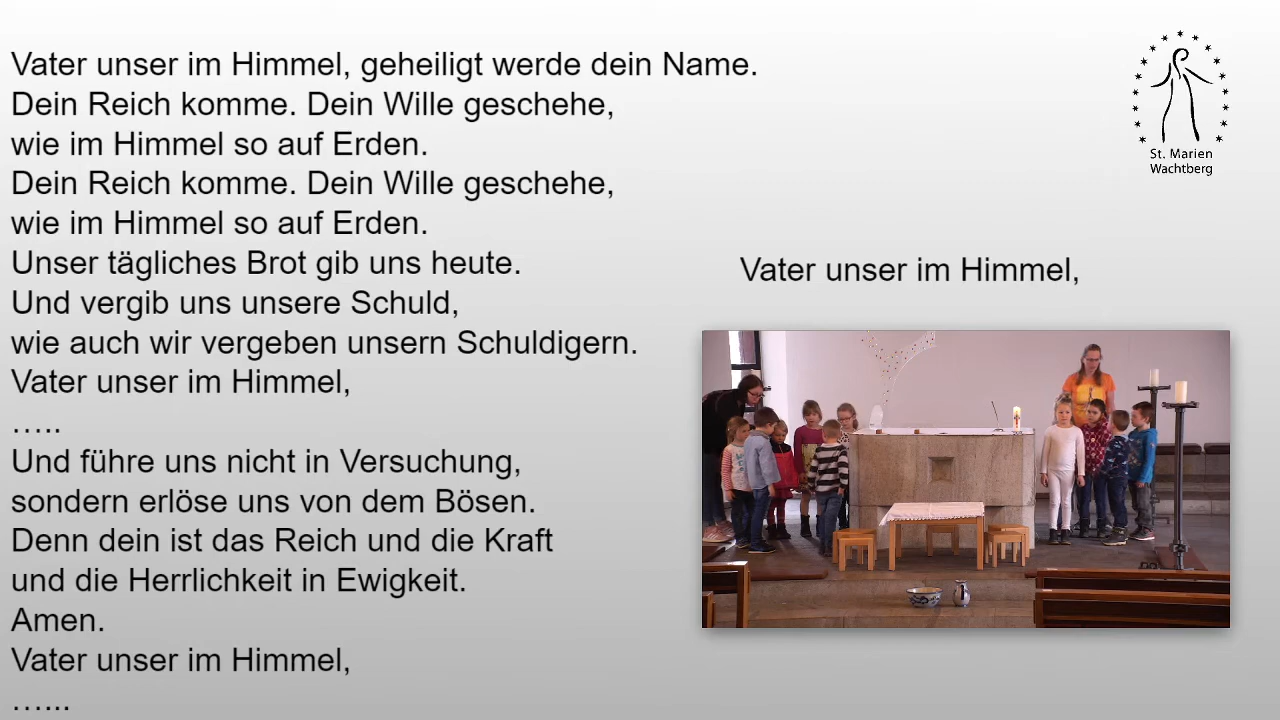 Vater unser im Himmel, geheiligt werde dein Name.
Dein Reich komme. Dein Wille geschehe,
wie im Himmel so auf Erden.
Dein Reich komme. Dein Wille geschehe,
wie im Himmel so auf Erden.
Unser tägliches Brot gib uns heute.
Und vergib uns unsere Schuld,
wie auch wir vergeben unsern Schuldigern.
Vater unser im Himmel,
…..
Und führe uns nicht in Versuchung,
sondern erlöse uns von dem Bösen.
Denn dein ist das Reich und die Kraft
und die Herrlichkeit in Ewigkeit.
Amen.
Vater unser im Himmel,
…...
St. Marien
Wachtberg
Vater unser im Himmel,